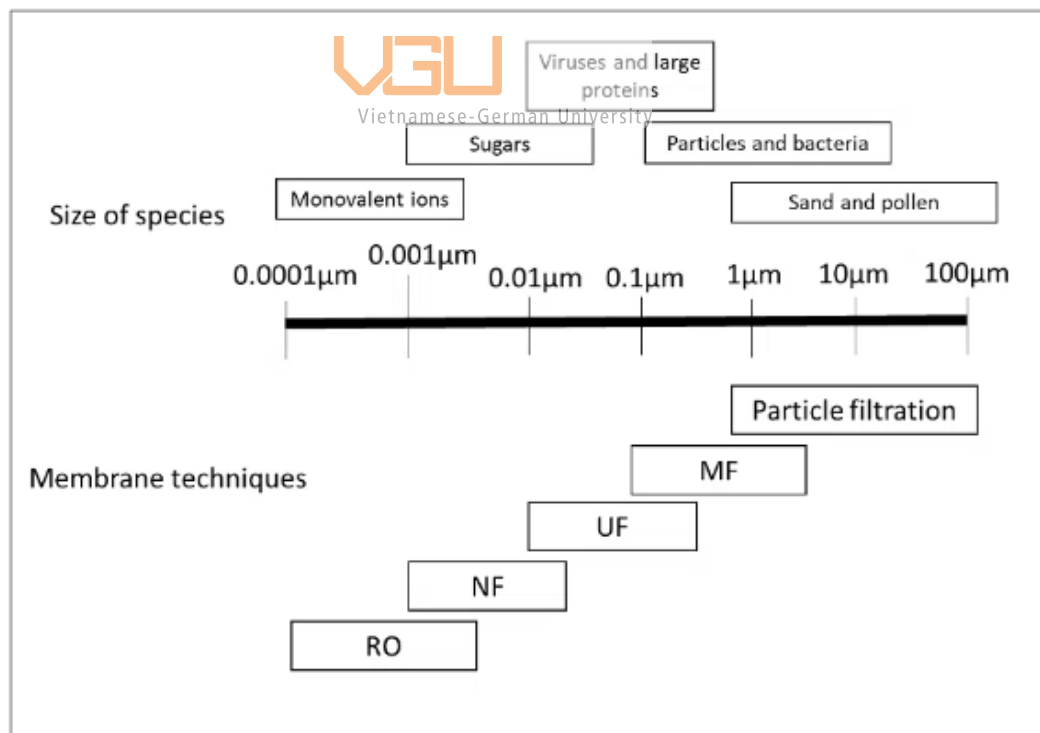 VGU
Vietnamese-German University
Viruses and large
proteins
Sugars
Particles and bacteria
Monovalent ions
Sand and pollen
Size of species
0.0001µm
0.001µm
0.01µm
0.1µm
1µm
10µm
100µm
Particle filtration
MF
Membrane techniques
UF
NF
RO